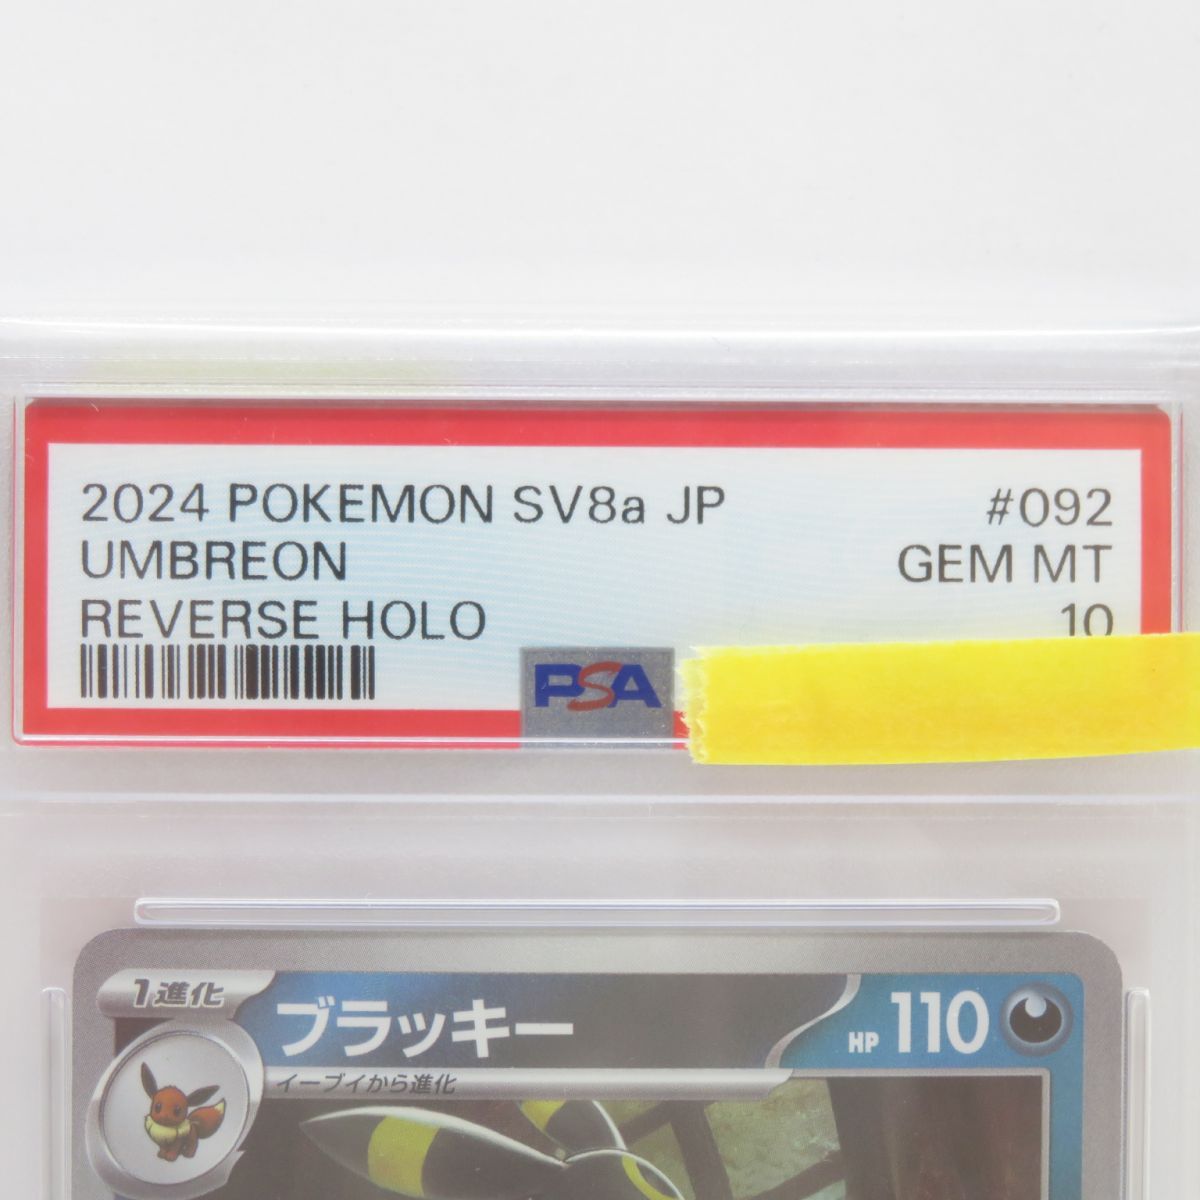 2024 POKEMON SV8a JP #092
UMBREON GEM MT
REVERSE HOLO 10
PSA
1進化 ブラッキー HP 110
イーブイから進化